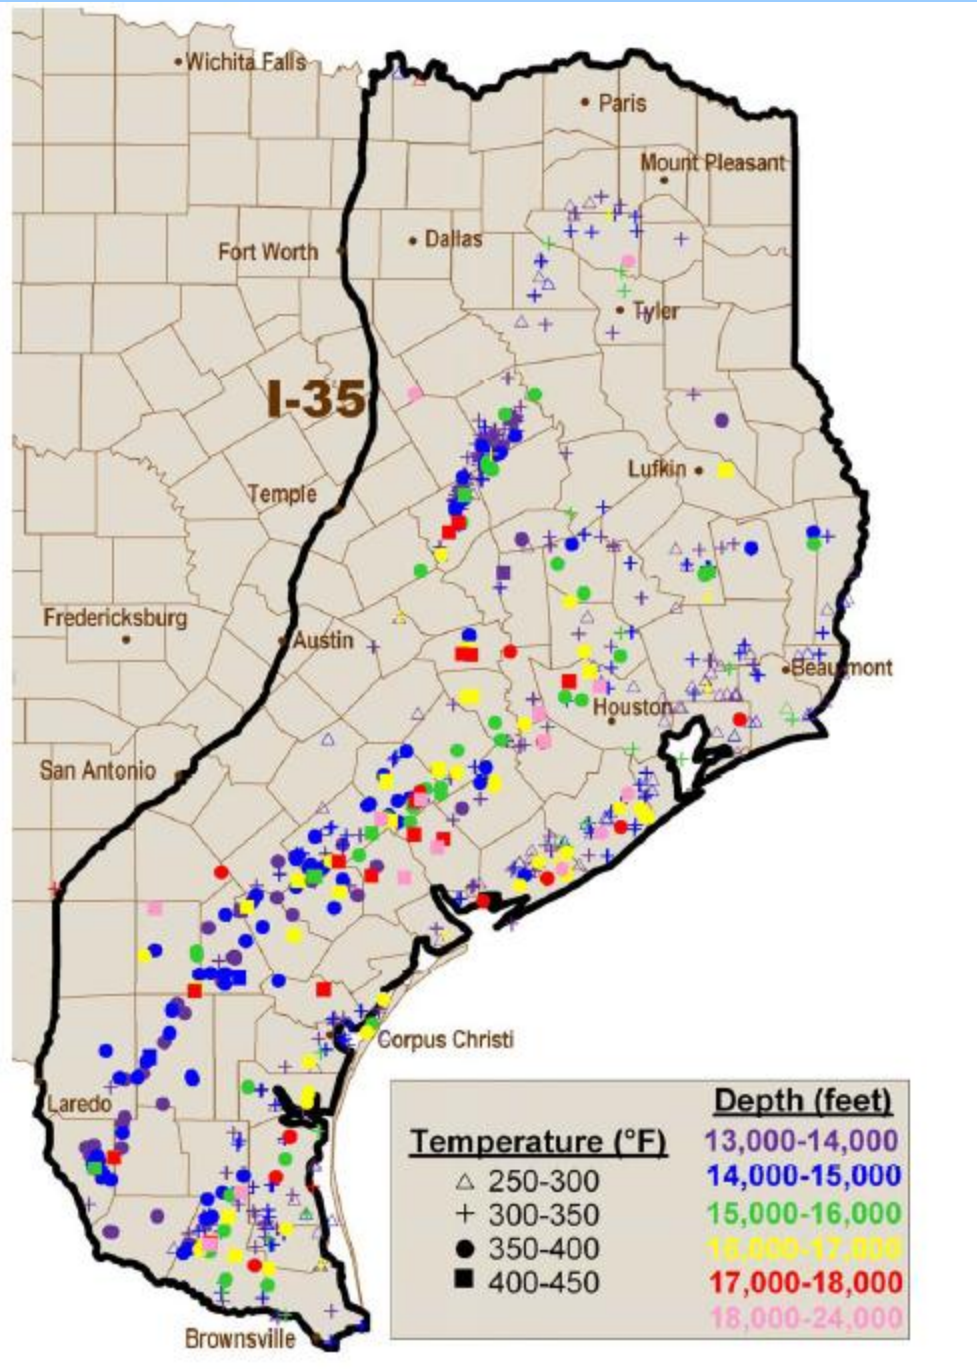 Wichita Falls
Paris
Mount Pleasant
Fort Worth
Dallas
Tyler
I-35
Lufkin
Temple
Fredericksburg
Austin
Beaumont
Houston
San Antonio
Corpus Christi
Laredo
Brownsville
Temperature (°F)
250-300
300-350
350-400
400-450
Depth (feet)
13,000-14,000
14,000-15,000
15,000-16,000
16,000-17,000
17,000-18,000
18,000-24,000